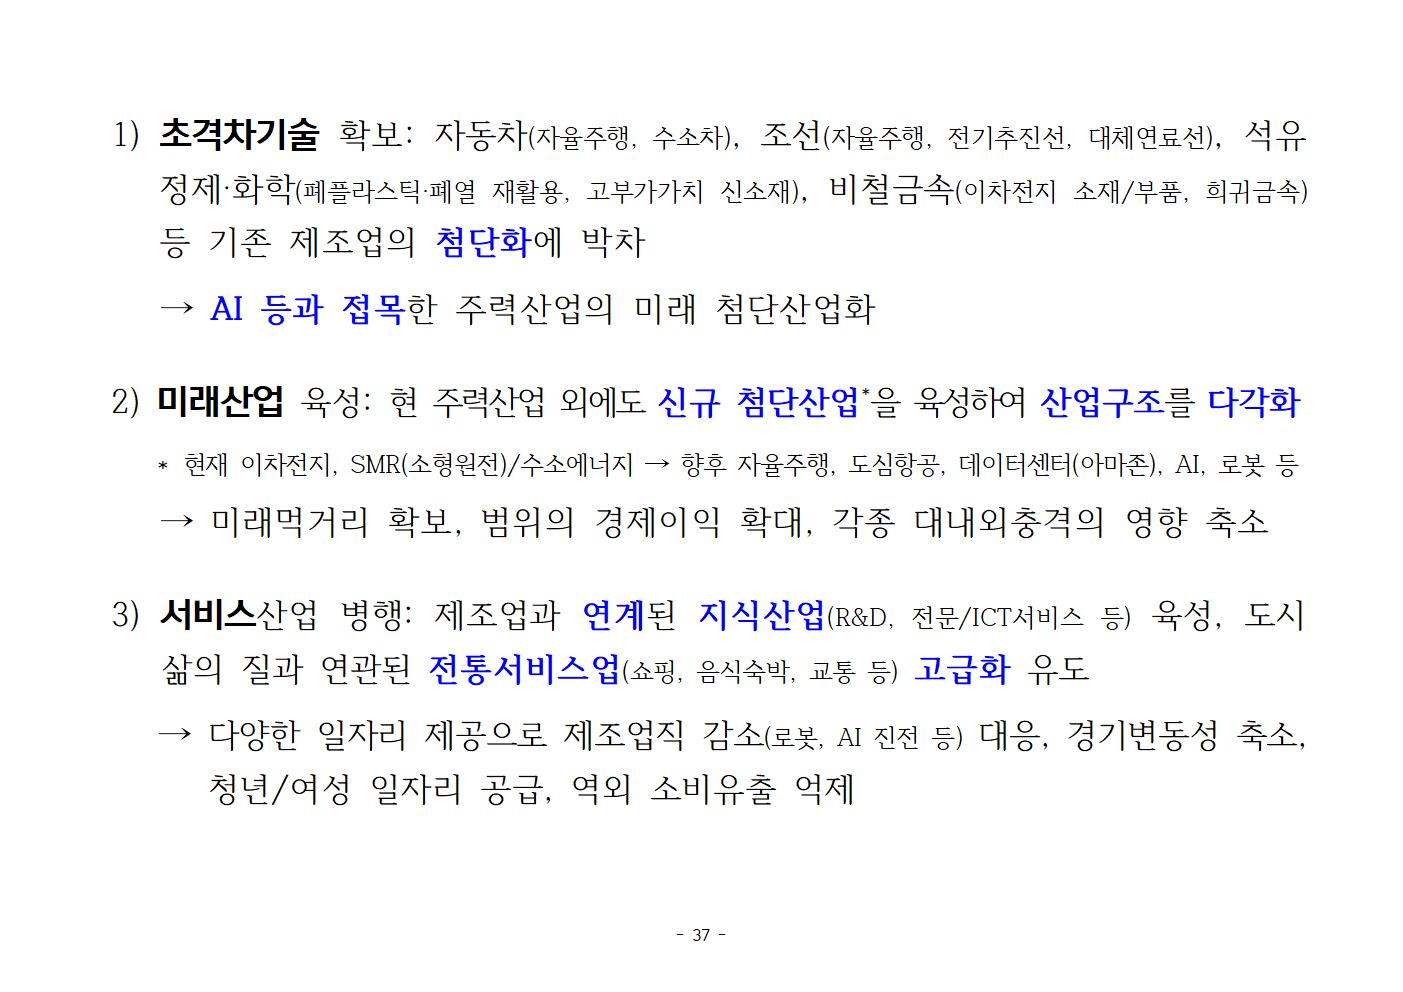 1) 초격차기술 확보: 자동차(자율주행, 수소차), 조선(자율주행, 전기추진선, 대체연료선), 석유
정제·화학(폐플라스틱·폐열 재활용, 고부가가치 신소재), 비철금속(이차전지 소재/부품, 희귀금속)
등 기존 제조업의 첨단화에 박차
→ AI 등과 접목한 주력산업의 미래 첨단산업화
2) 미래산업 육성: 현 주력산업 외에도 신규 첨단산업*을 육성하여 산업구조를 다각화
* 현재 이차전지, SMR(소형원전)/수소에너지 → 향후 자율주행, 도심항공, 데이터센터(아마존), AI, 로봇 등
→ 미래먹거리 확보, 범위의 경제이익 확대, 각종 대내외충격의 영향 축소
3) 서비스산업 병행: 제조업과 연계된 지식산업(R&D, 전문/ICT서비스 등) 육성, 도시
삶의 질과 연관된 전통서비스업(쇼핑, 음식숙박, 교통 등) 고급화 유도
→ 다양한 일자리 제공으로 제조업직 감소(로봇, AI 진전 등) 대응, 경기변동성 축소,
청년/여성 일자리 공급, 역외 소비유출 억제
- 37 -